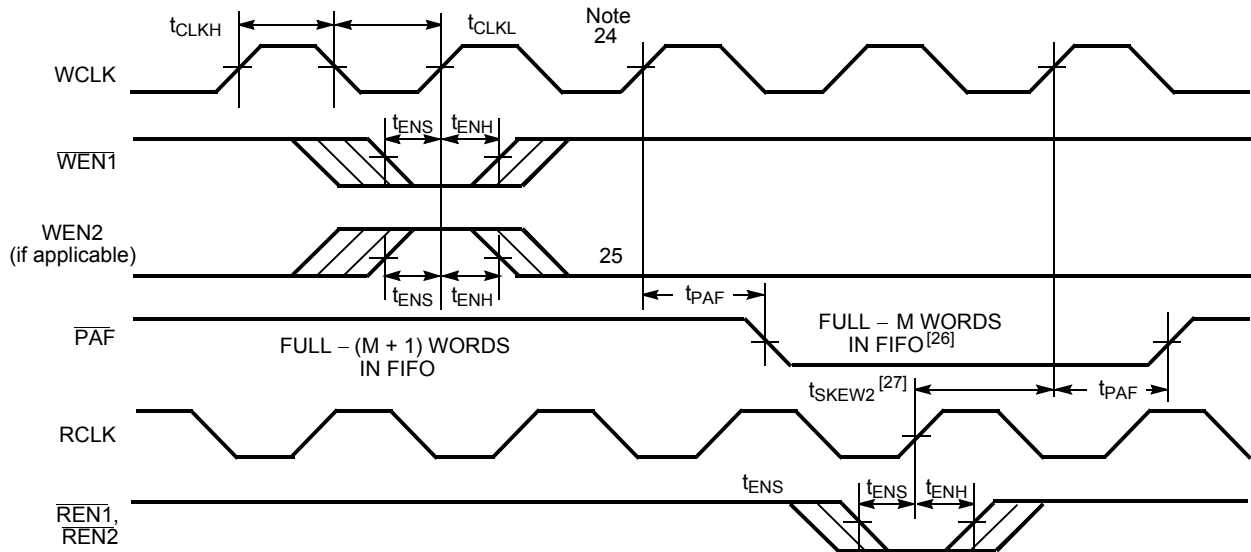 Note
24
tCLKH
tCLKL
WCLK
tENS
tENH
WEN1
WEN2
(if applicable)
25
tENS
tENH
tPAF
PAF
FULL – (M + 1) WORDS
IN FIFO
FULL – M WORDS
IN FIFO[26]
tSKEW2[27]
tPAF
RCLK
tENS
tENS
tENH
REN1,
REN2